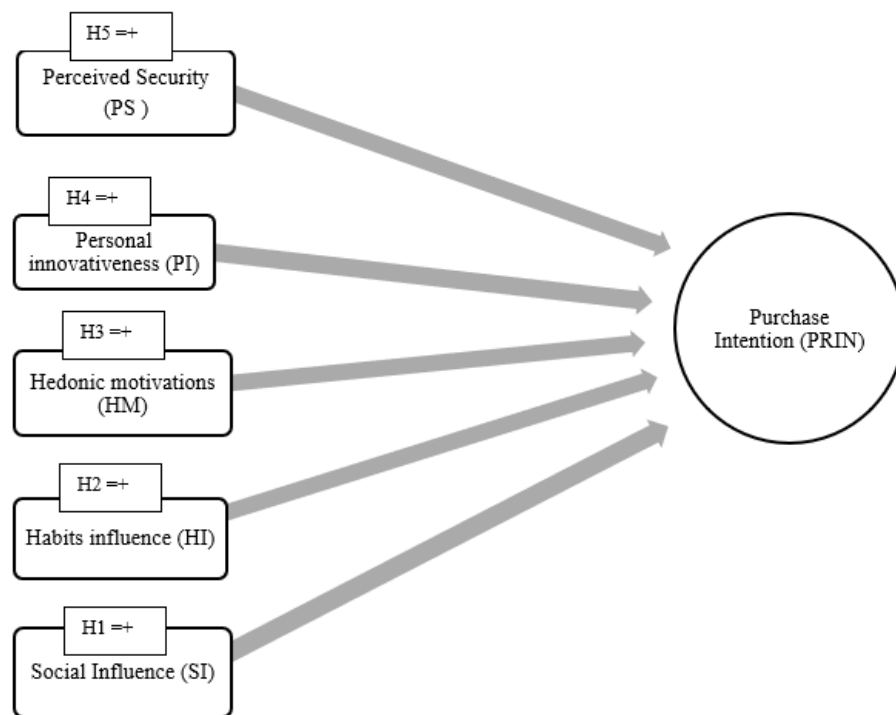 H5 =+
Perceived Security
(PS )
H4 =+
Personal
innovativeness (PI)
H3 =+
Hedonic motivations
(HM)
H2 =+
Habits influence (HI)
H1 =+
Social Influence (SI)
Purchase
Intention (PRIN)